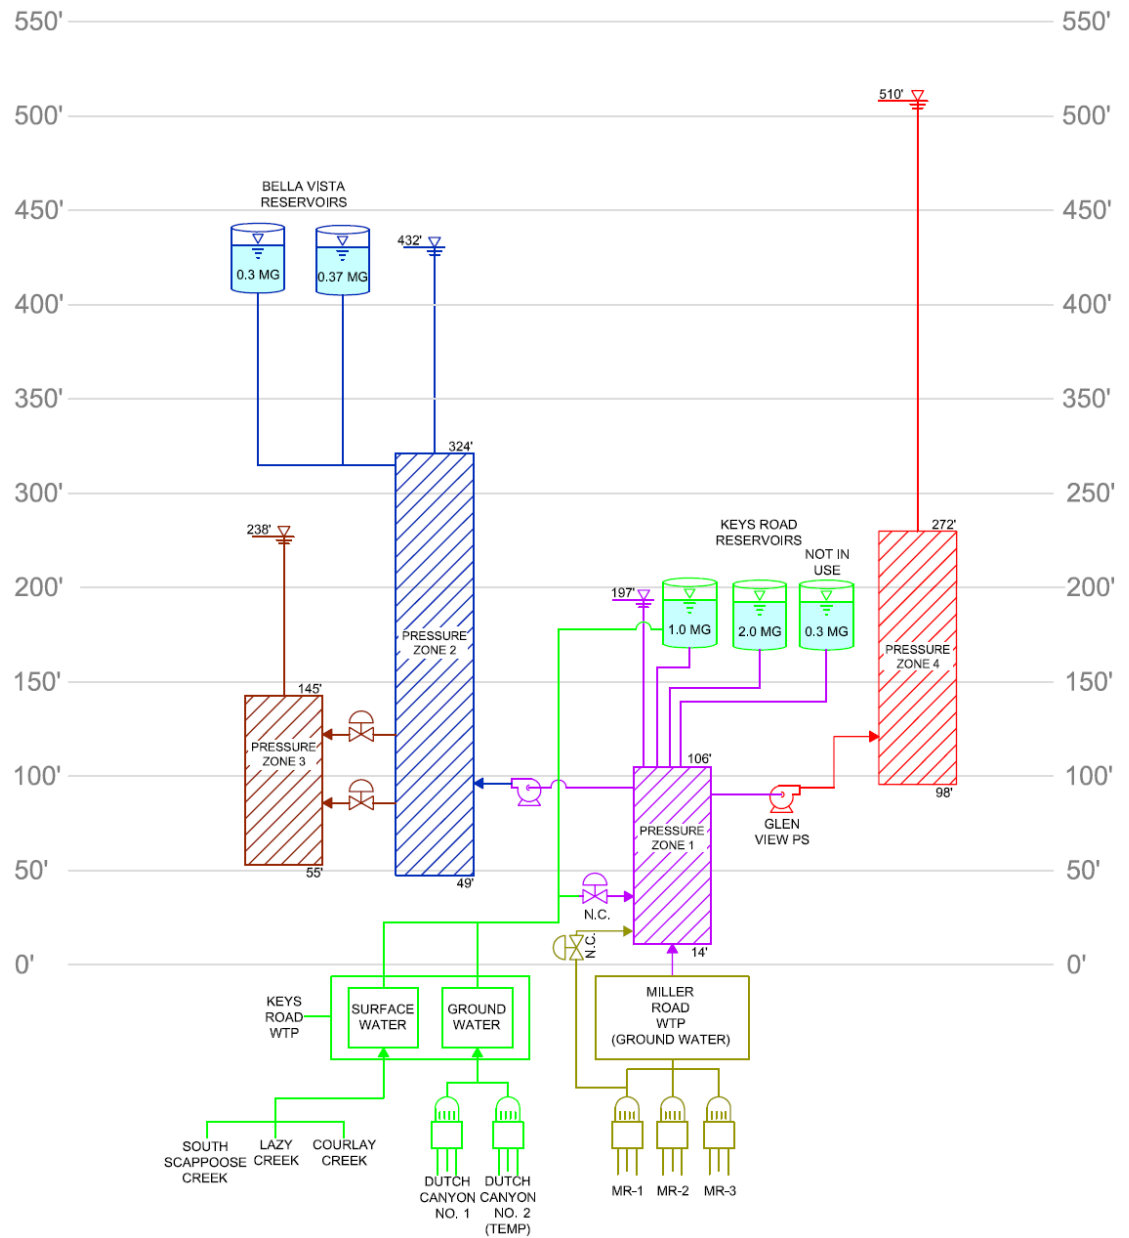 550'
550'
510'
500'
500'
BELLA VISTA
RESERVOIRS
450'
450'
432'
0.3 MG
0.37 MG
400'
400'
350'
350'
324'
300'
250'
238'
KEYS ROAD
RESERVOIRS
272'
250'
250'
NOT IN
USE
200'
200'
197'
1.0 MG
2.0 MG
0.3 MG
PRESSURE
ZONE 2
PRESSURE
ZONE 4
150'
150'
145'
PRESSURE
ZONE 3
106'
100'
100'
98'
PRESSURE
ZONE 1
GLEN
VIEW PS
50'
50'
55'
49'
N.C.
N.C.
14'
0'
0'
KEYS
ROAD
WTP
SURFACE
WATER
GROUND
WATER
MILLER
ROAD
WTP
(GROUND WATER)
SOUTH
SCAPPOOSE
CREEK
LAZY
CREEK
COURLAY
CREEK
DUTCH
CANYON
NO. 1
DUTCH
CANYON
NO. 2
(TEMP)
MR-1
MR-2
MR-3